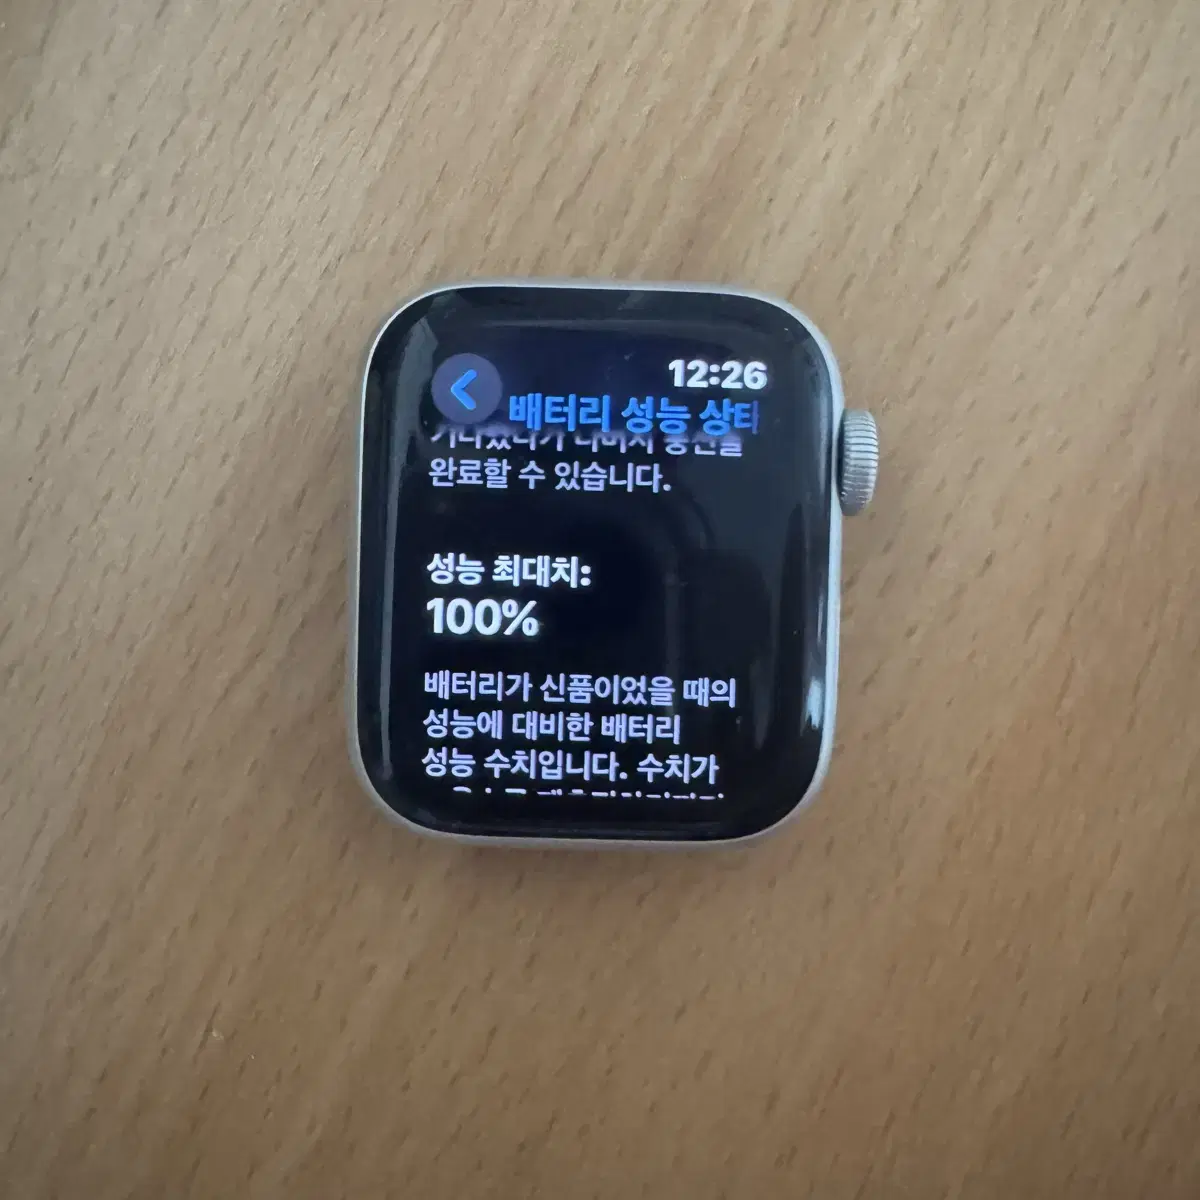 12:26
배터리 성능 상태
완료할 수 있습니다.
성능 최대치:
100%
배터리가 신품이었을 때의
성능에 대비한 배터리
성능 수치입니다. 수치가